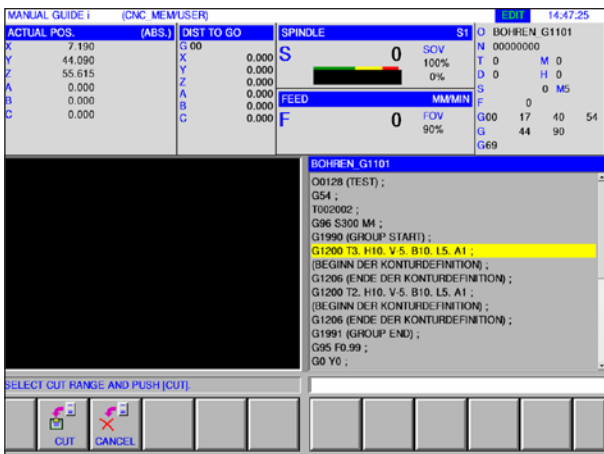 MANUAL GUIDE i (CNC_MEM/USER) EDIT 14:47:25
ACTUAL POS. (ABS.)
X 7.190
Y 44.090
Z 55.615
A 0.000
B 0.000
C 0.000
DIST TO GO
G 00
X 0.000
Y 0.000
Z 0.000
A 0.000
B 0.000
C 0.000
SPINDLE S1
S 0
SOV
100%
0%
FEED MM/MIN
F 0
FOV
90%
O BOHREN_G1101
N 00000000
T 0 M 0
D 0 H 0
S 0 M5
F 0
G00 17 40 54
G 44 90
G69
BOHREN_G1101
O0128 (TEST) ;
G54 ;
T002002 ;
G96 S300 M4 ;
G1990 (GROUP START) ;
G1200 T3. H10. V-5. B10. L5. A1 ;
(BEGINN DER KONTURDEFINITION) ;
G1206 (ENDE DER KONTURDEFINITION) ;
G1200 T2. H10. V-5. B10. L5. A1 ;
(BEGINN DER KONTURDEFINITION) ;
G1206 (ENDE DER KONTURDEFINITION) ;
G1991 (GROUP END) ;
G95 F0.99 ;
G0 Y0 ;
SELECT CUT RANGE AND PUSH [CUT].
CUT CANCEL